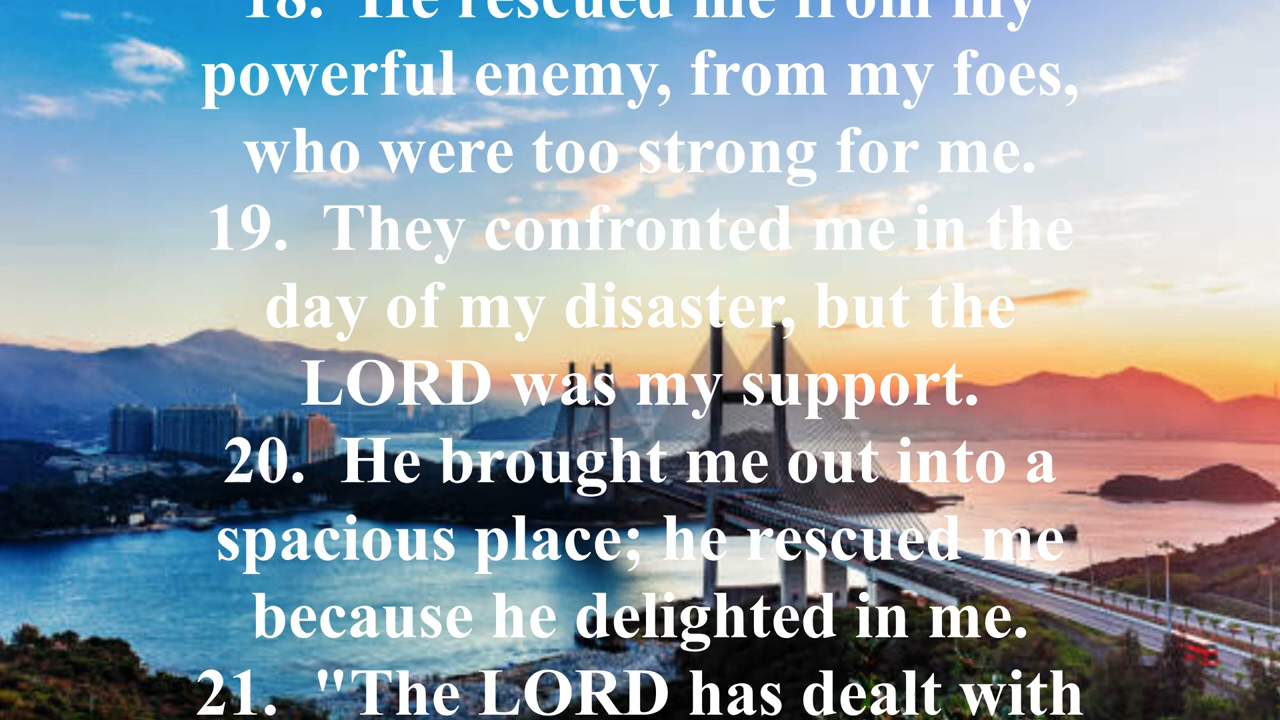 18.  He rescued me from my
powerful enemy, from my foes,
who were too strong for me.
19.  They confronted me in the
day of my disaster, but the
LORD was my support.
20.  He brought me out into a
spacious place; he rescued me
because he delighted in me.
21.   "The LORD has dealt with